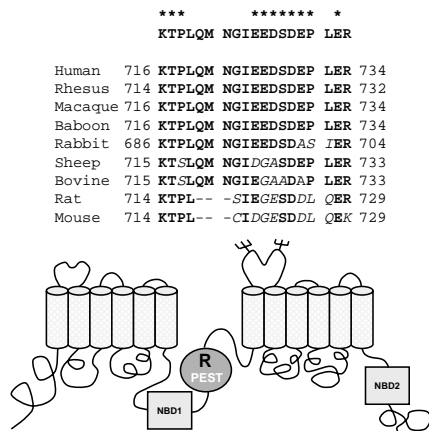 *** ******* *
KTPLQM NGIEEDSDEP LER
Human 716 KTPLQM NGIEEDSDEP LER 734
Rhesus 714 KTPLQM NGIEEDSDEP LER 732
Macaque 716 KTPLQM NGIEEDSDEP LER 734
Baboon 716 KTPLQM NGIEEDSDEP LER 734
Rabbit 686 KTPLQM NGIEEDSDAS IER 704
Sheep 715 KTSLQM NGIDGASDEP LER 733
Bovine 715 KTSLQM NGIEGAADAP LER 733
Rat 714 KTPL-- -SIEGESDDL QER 729
Mouse 714 KTPL-- -CIDGESDDL QEK 729
R
PEST
NBD1
NBD2